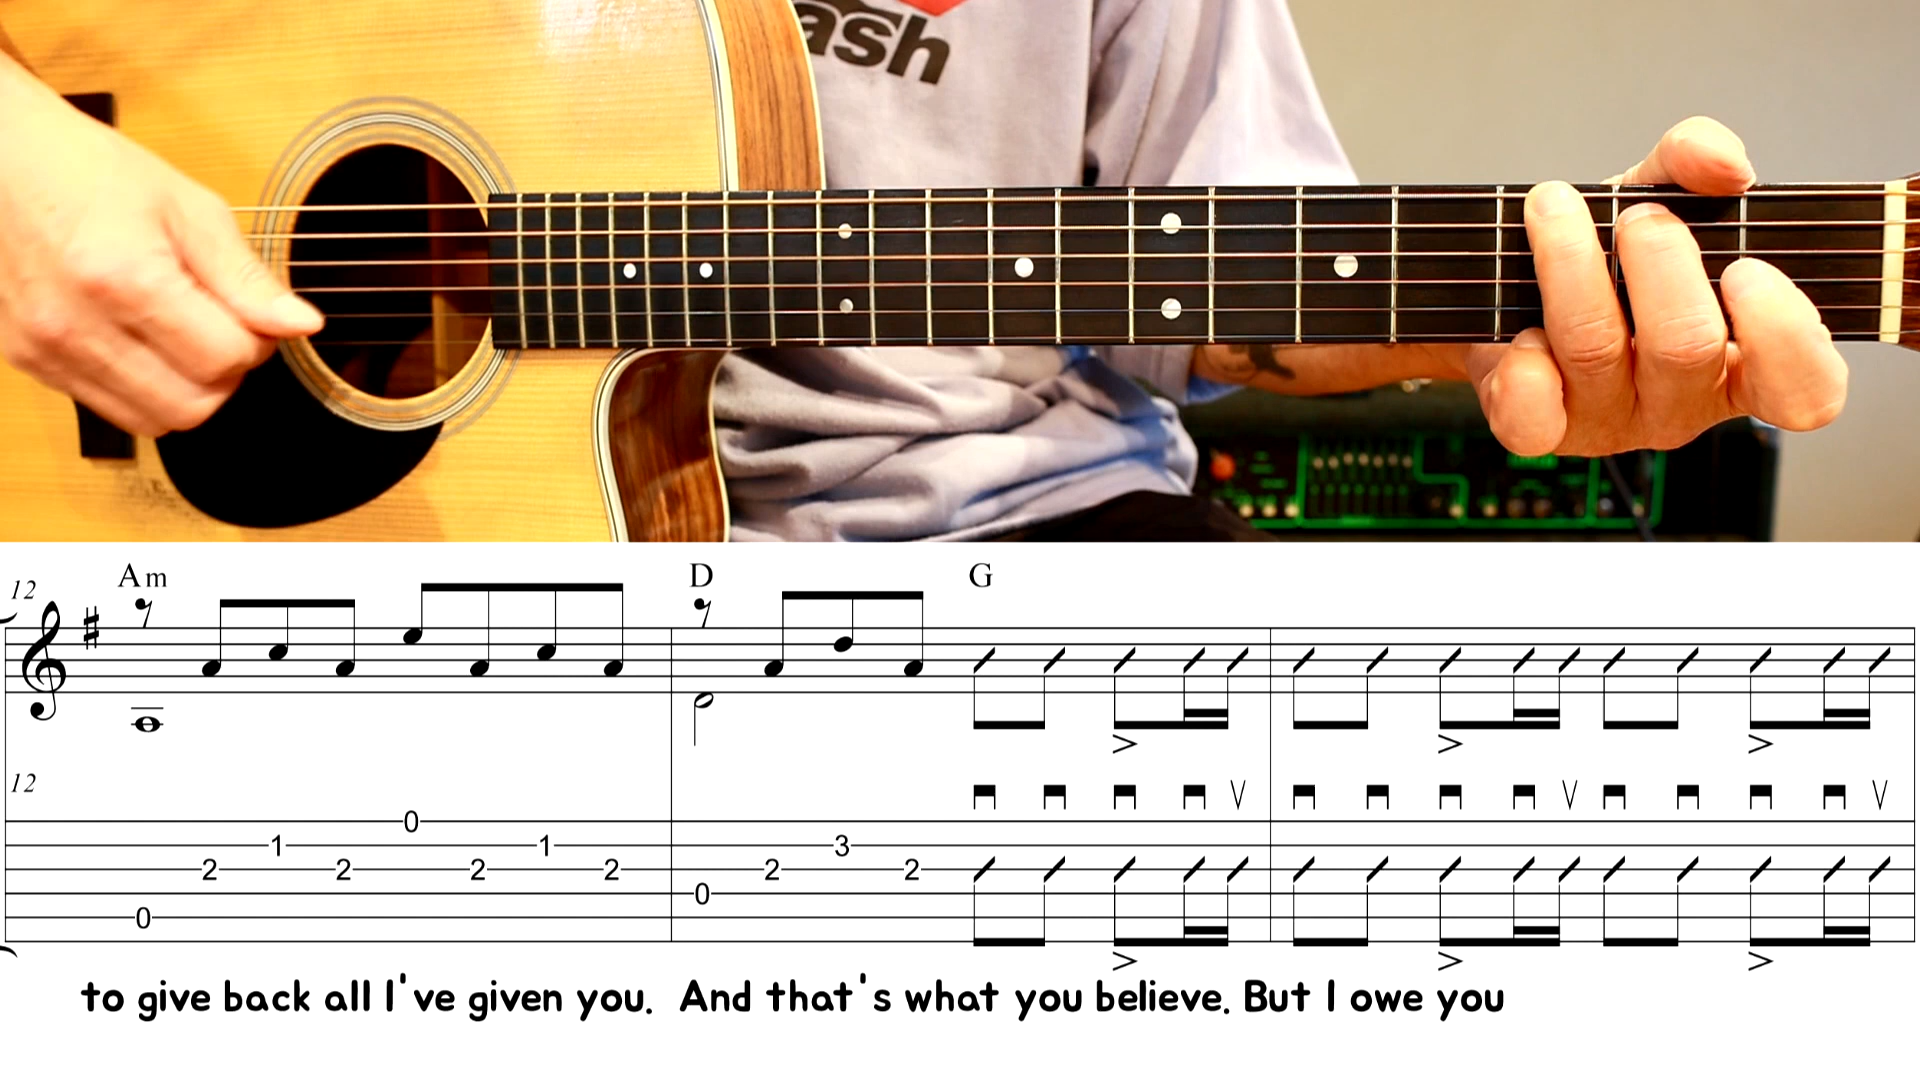 ash
12
Am D G
12
0
1 1 3
2 2 2 2 2 2
0
0
to give back all I've given you. And that's what you believe. But I owe you